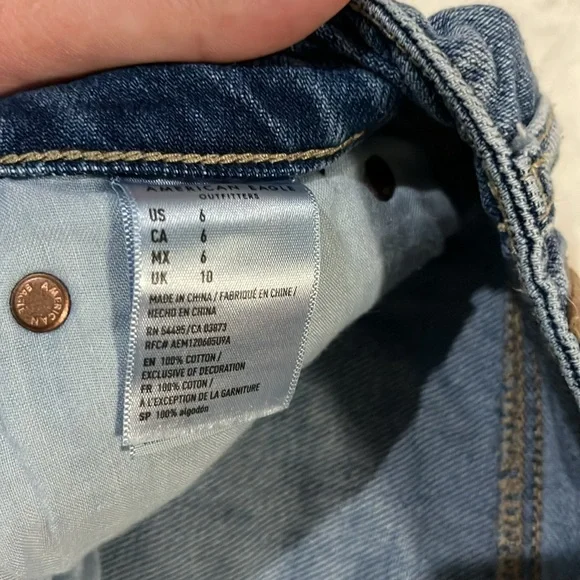 AMERICAN EAGLE
OUTFITTERS
US 6
CA 6
MX 6
UK 10
MADE IN CHINA / FABRIQUÉ EN CHINE /
HECHO EN CHINA
RN 54485/CA 03873
RFC# AEM120605U9A
EN 100% COTTON /
EXCLUSIVE OF DECORATION
FR 100% COTON /
À L'EXCEPTION DE LA GARNITURE
SP 100% algodón
AMERICAN EAGLE